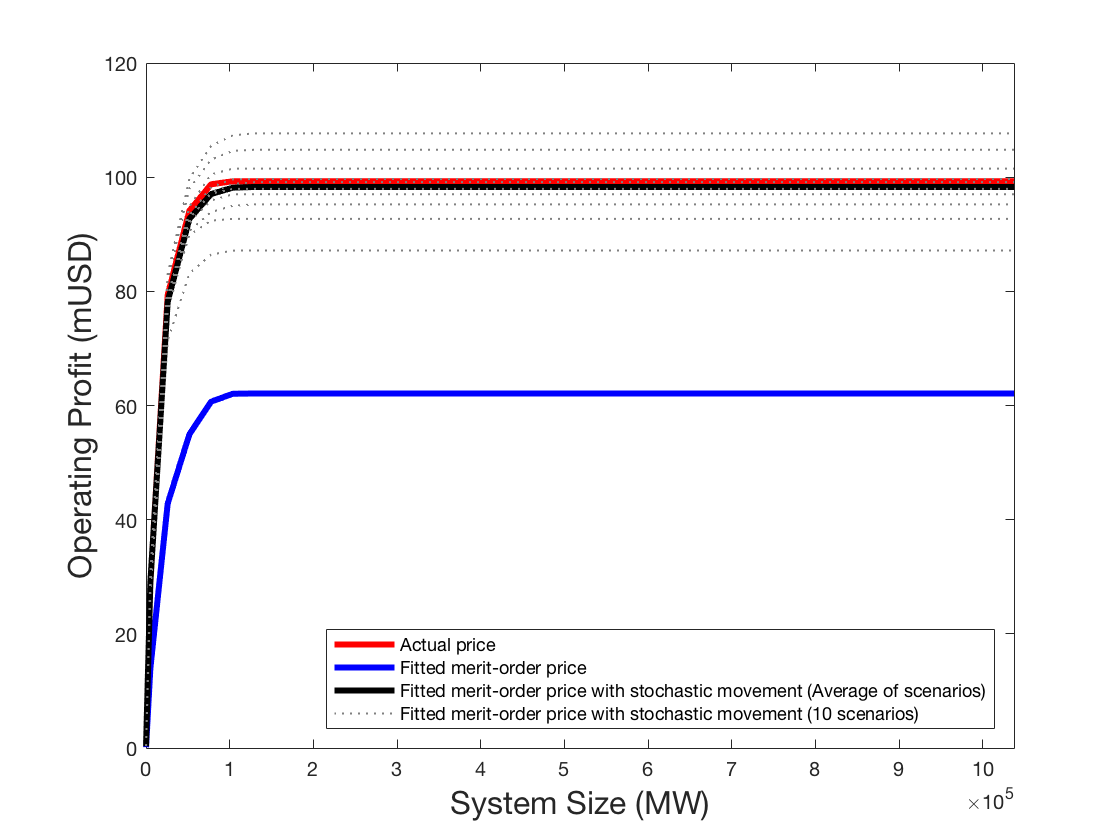 120
100
80
60
40
20
0
Operating Profit (mUSD)
Actual price
Fitted merit-order price
Fitted merit-order price with stochastic movement (Average of scenarios)
Fitted merit-order price with stochastic movement (10 scenarios)
0 1 2 3 4 5 6 7 8 9 10
×10⁵
System Size (MW)